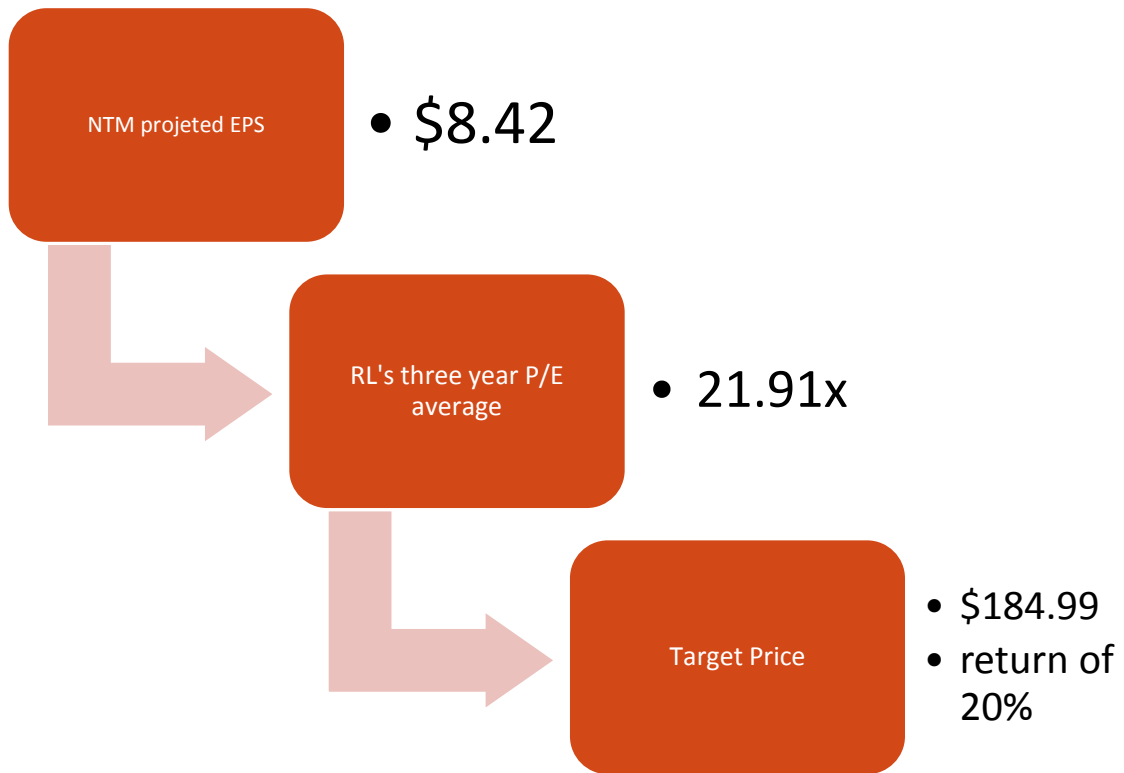 NTM projeted EPS
• $8.42
RL's three year P/E
average
• 21.91x
Target Price
• $184.99
• return of
20%